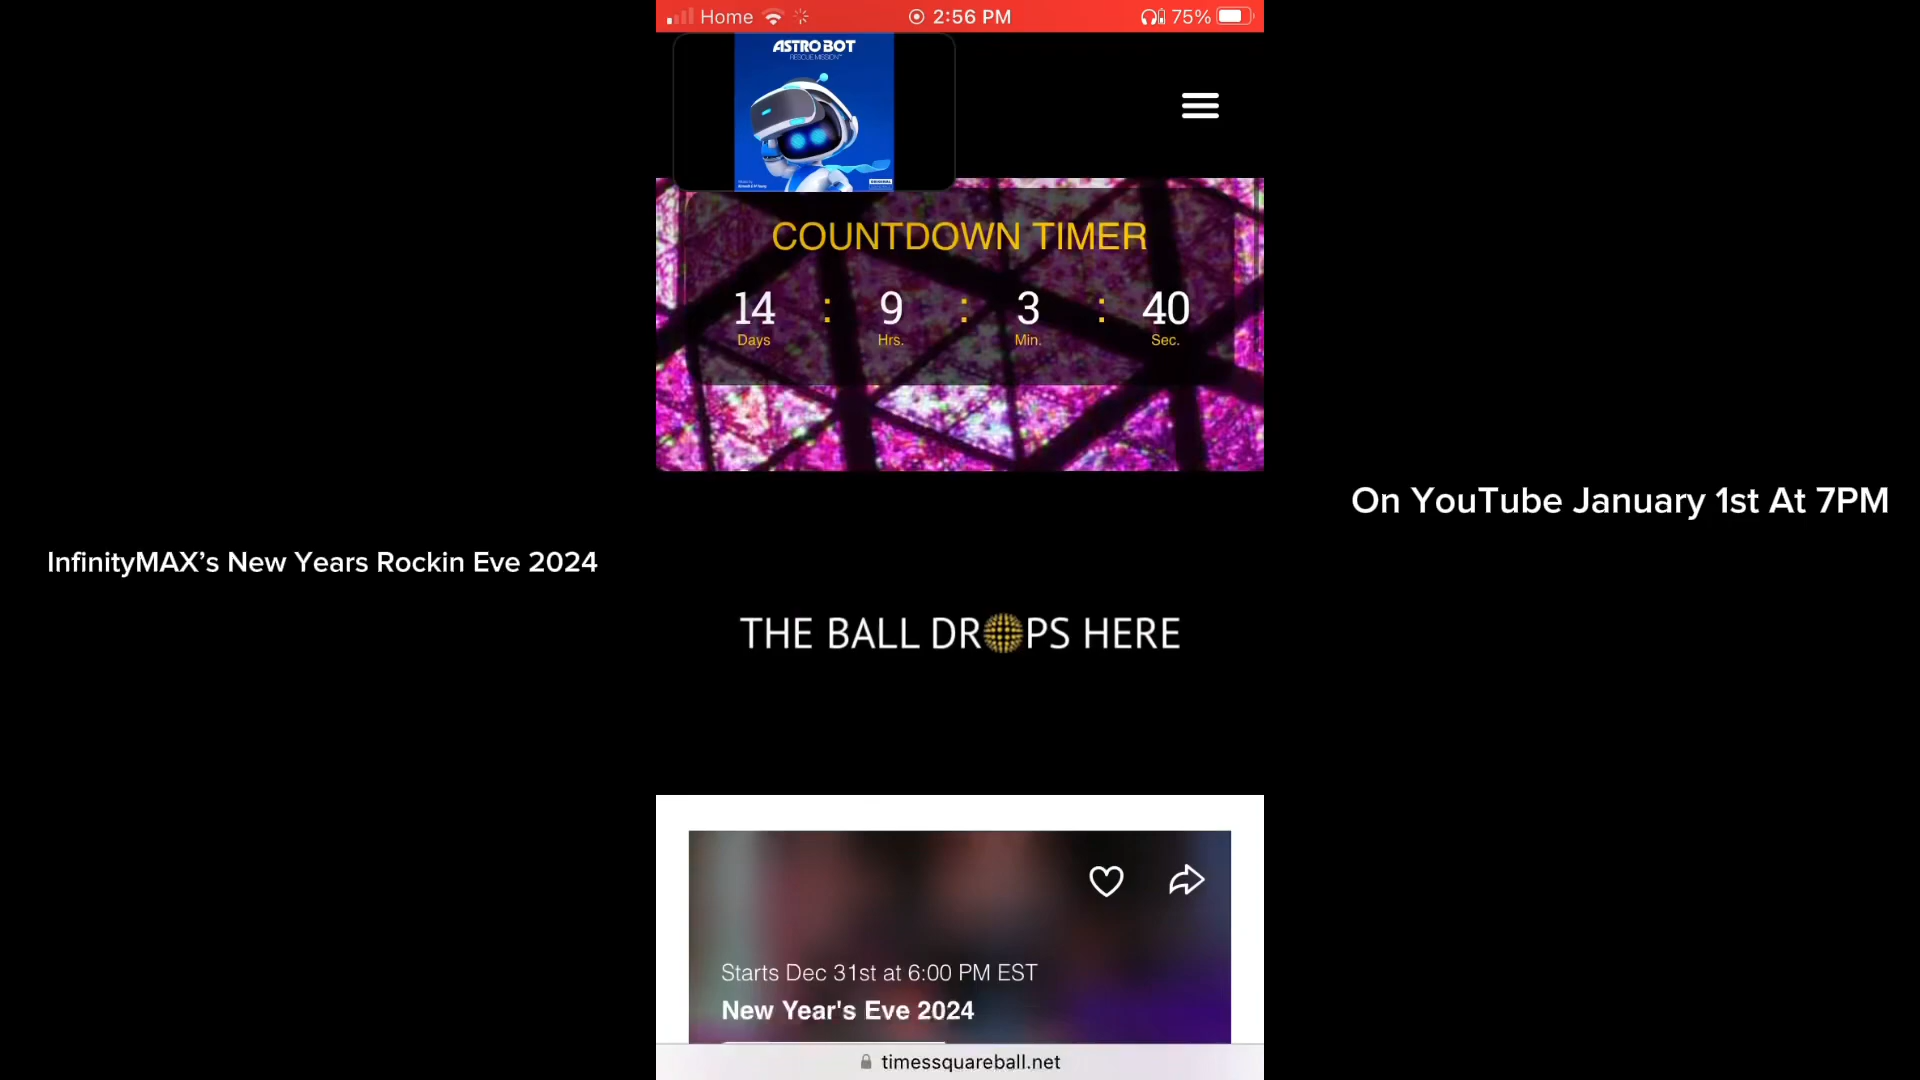 Home 2:56 PM 75%
ASTRO BOT
RESCUE MISSION
COUNTDOWN TIMER
14 : 9 : 3 : 40
Days Hrs. Min. Sec.
On YouTube January 1st At 7PM
InfinityMAX’s New Years Rockin Eve 2024
THE BALL DROPS HERE
Starts Dec 31st at 6:00 PM EST
New Year's Eve 2024
timessquareball.net